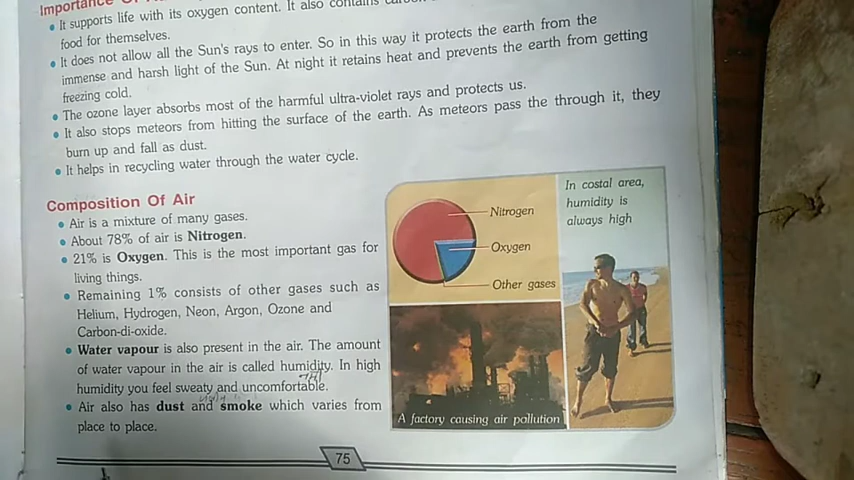 Importance Of
• It supports life with its oxygen content. It also contains
food for themselves.
• It does not allow all the Sun's rays to enter. So in this way it protects the earth from the
immense and harsh light of the Sun. At night it retains heat and prevents the earth from getting
freezing cold.
• The ozone layer absorbs most of the harmful ultra-violet rays and protects us.
• It also stops meteors from hitting the surface of the earth. As meteors pass the through it, they
burn up and fall as dust.
• It helps in recycling water through the water cycle.
Composition Of Air
• Air is a mixture of many gases.
• About 78% of air is Nitrogen.
• 21% is Oxygen. This is the most important gas for
living things.
• Remaining 1% consists of other gases such as
Helium, Hydrogen, Neon, Argon, Ozone and
Carbon-di-oxide.
• Water vapour is also present in the air. The amount
of water vapour in the air is called humidity. In high
humidity you feel sweaty and uncomfortable.
• Air also has dust and smoke which varies from
place to place.
Nitrogen
Oxygen
Other gases
In costal area,
humidity is
always high
A factory causing air pollution
75